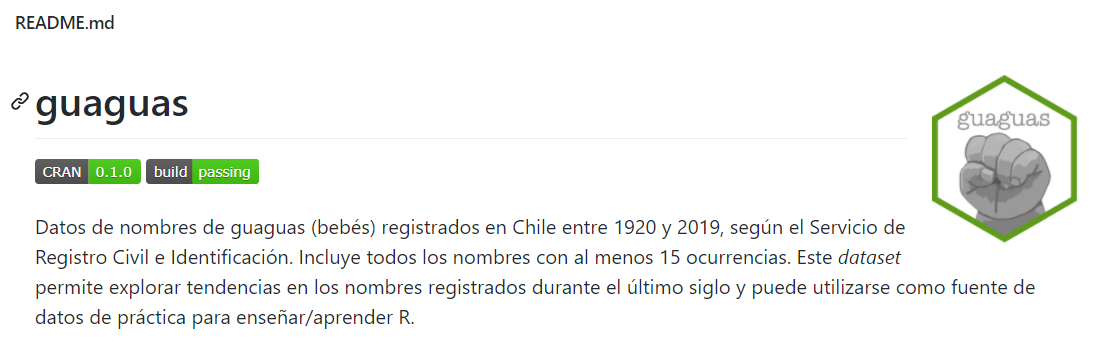 README.md
guaguas
guaguas
CRAN 0.1.0 build passing
Datos de nombres de guaguas (bebés) registrados en Chile entre 1920 y 2019, según el Servicio de
Registro Civil e Identificación. Incluye todos los nombres con al menos 15 ocurrencias. Este dataset
permite explorar tendencias en los nombres registrados durante el último siglo y puede utilizarse como fuente de
datos de práctica para enseñar/aprender R.